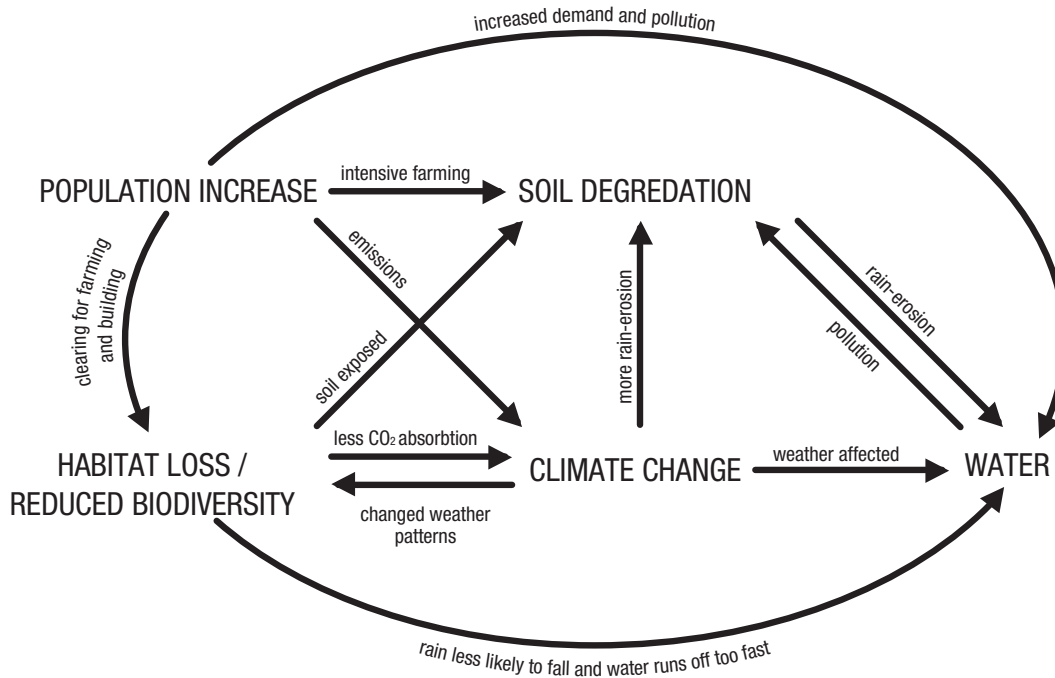 increased demand and pollution
POPULATION INCREASE
intensive farming
SOIL DEGREDATION
clearing for farming
and building
emissions
soil exposed
more rain-erosion
rain-erosion
pollution
HABITAT LOSS /
REDUCED BIODIVERSITY
less CO₂ absorbtion
changed weather
patterns
CLIMATE CHANGE
weather affected
WATER
rain less likely to fall and water runs off too fast